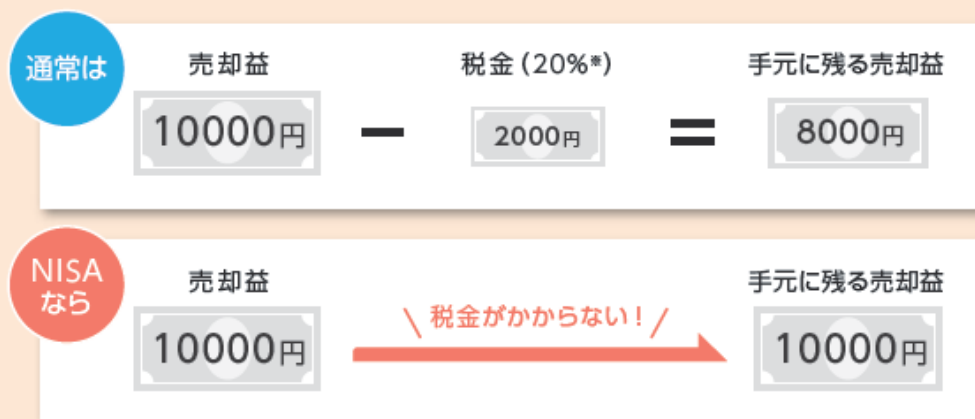 通常は
売却益
税金(20%*)
手元に残る売却益
10000円
－
2000円
＝
8000円
NISA
なら
売却益
手元に残る売却益
\ 税金がかからない! /
10000円
10000円